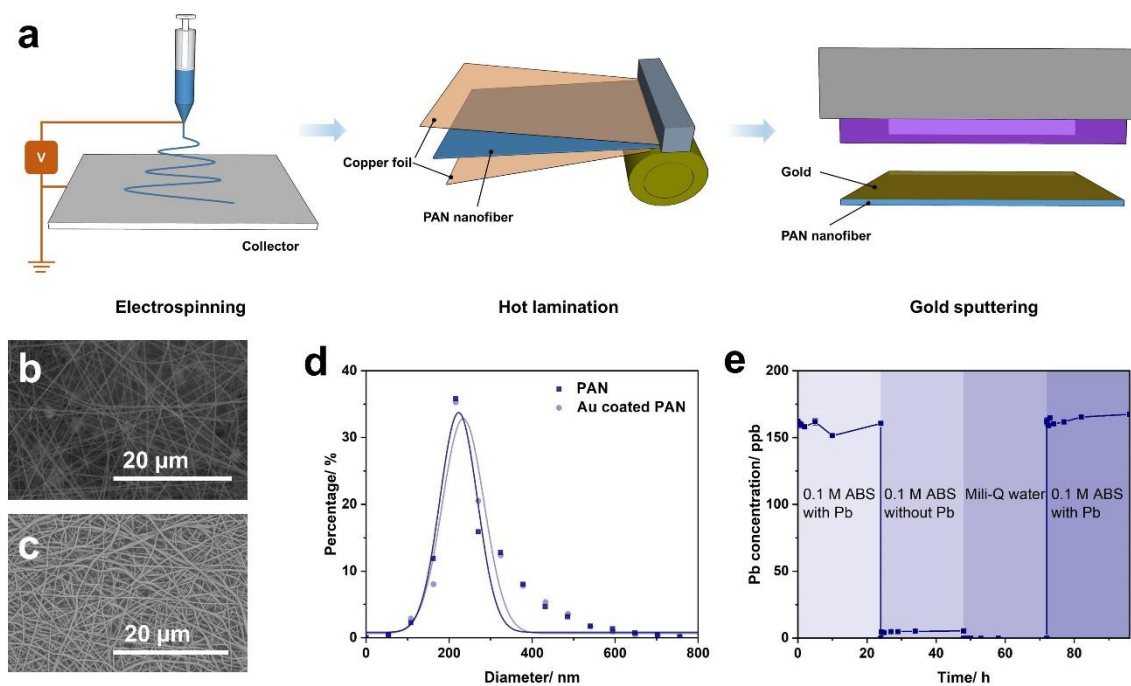 a
V
Collector
Copper foil
PAN nanofiber
Gold
PAN nanofiber
Electrospinning
Hot lamination
Gold sputtering
b
20 μm
c
20 μm
d
40
30
20
10
0
Percentage/ %
PAN
Au coated PAN
0
200
400
600
800
Diameter/ nm
e
200
150
100
50
0
Pb concentration/ ppb
0.1 M ABS
with Pb
0.1 M ABS
without Pb
Mili-Q water
0.1 M ABS
with Pb
0
20
40
60
80
Time/ h